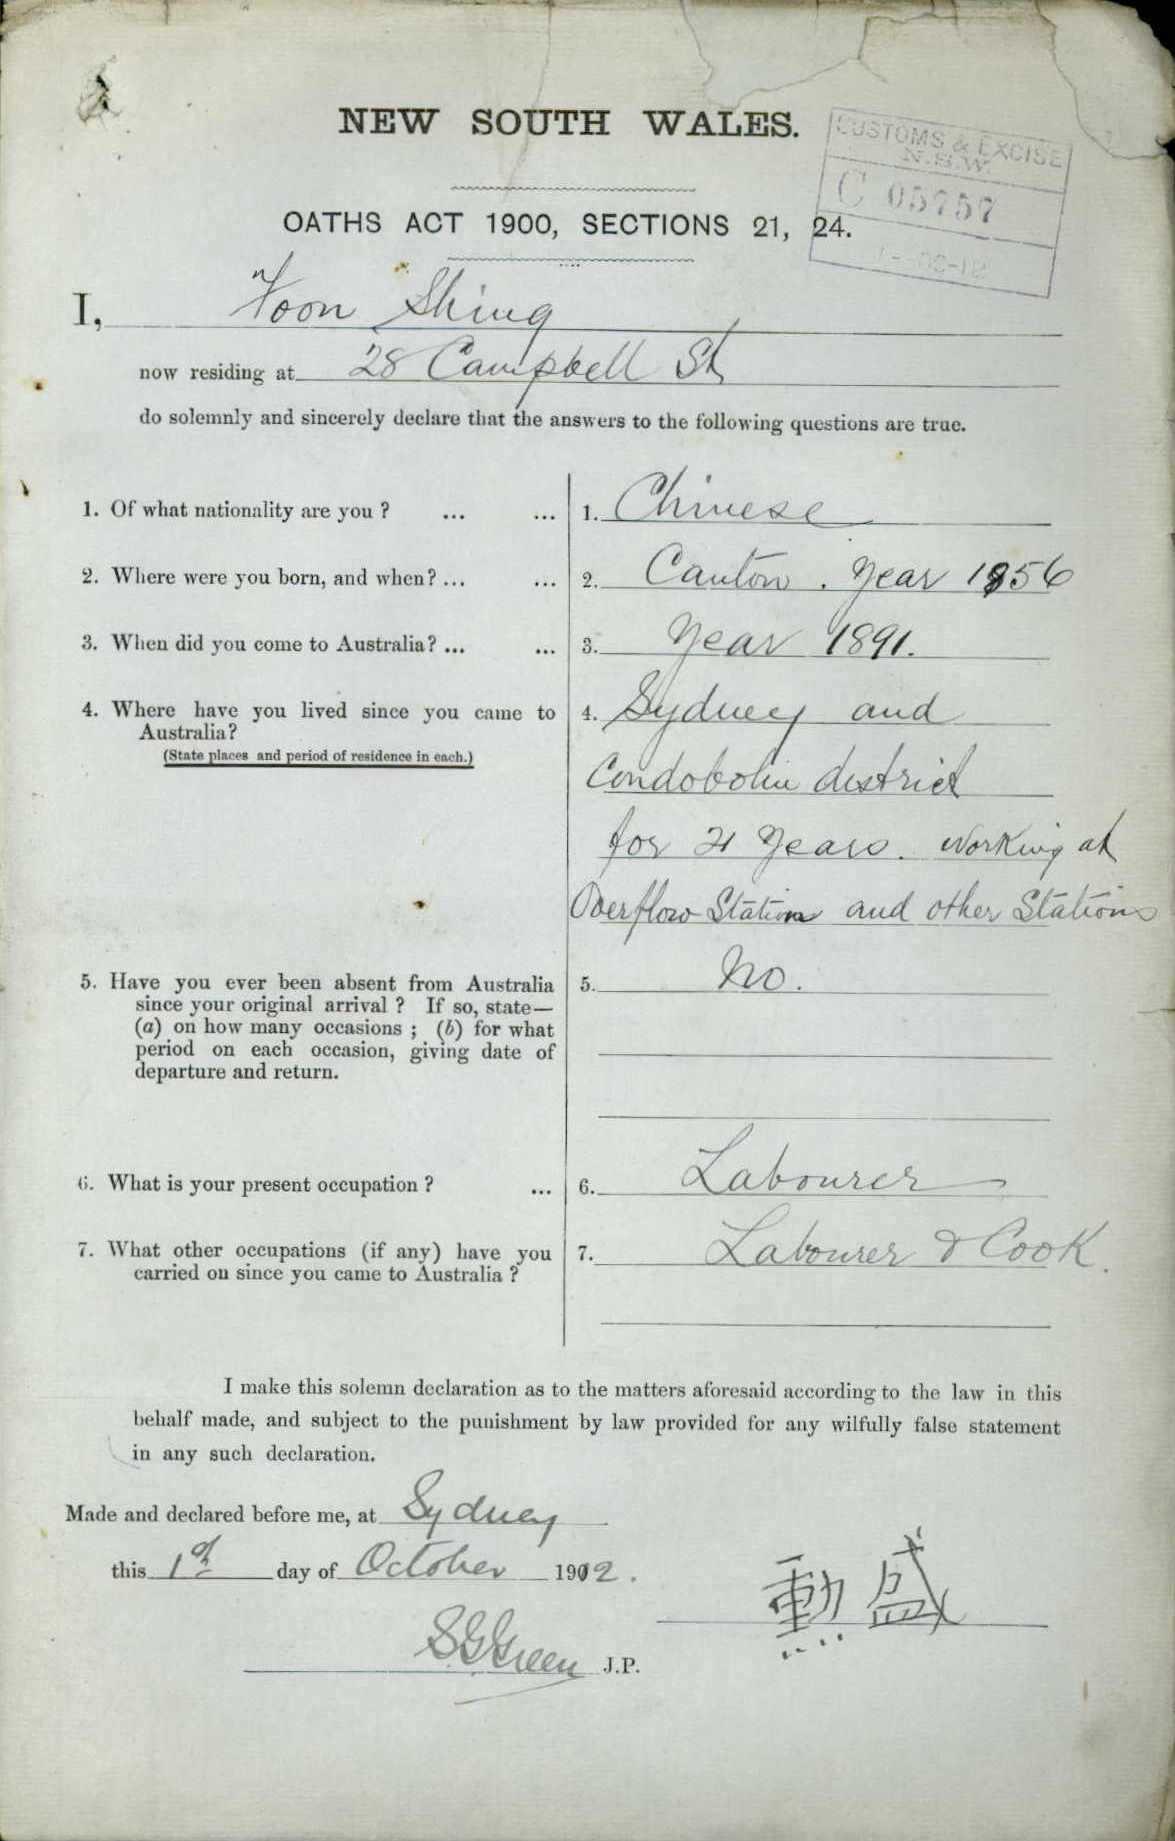 NEW SOUTH WALES.
CUSTOMS & EXCISE
N.S.W.
C 05757
OATHS ACT 1900, SECTIONS 21, 24.
I, Foon Shing
now residing at 28 Campbell St
do solemnly and sincerely declare that the answers to the following questions are true.
1. Of what nationality are you ? ... ... 1. Chinese
2. Where were you born, and when? ... ... 2. Canton . Year 1856
3. When did you come to Australia? ... ... 3. Year 1891.
4. Where have you lived since you came to 4. Sydney and
Australia?
(State places and period of residence in each.)
Condobolin district
for 21 Years. Working at
Overflow Station and other Stations
5. Have you ever been absent from Australia 5. No.
since your original arrival ? If so, state—
(a) on how many occasions ; (b) for what
period on each occasion, giving date of
departure and return.
6. What is your present occupation ? ... 6. Labourer
7. What other occupations (if any) have you 7. Labourer & Cook.
carried on since you came to Australia ?
I make this solemn declaration as to the matters aforesaid according to the law in this
behalf made, and subject to the punishment by law provided for any wilfully false statement
in any such declaration.
Made and declared before me, at Sydney
this 1st day of October 1912.
勳盛
S G Green J.P.